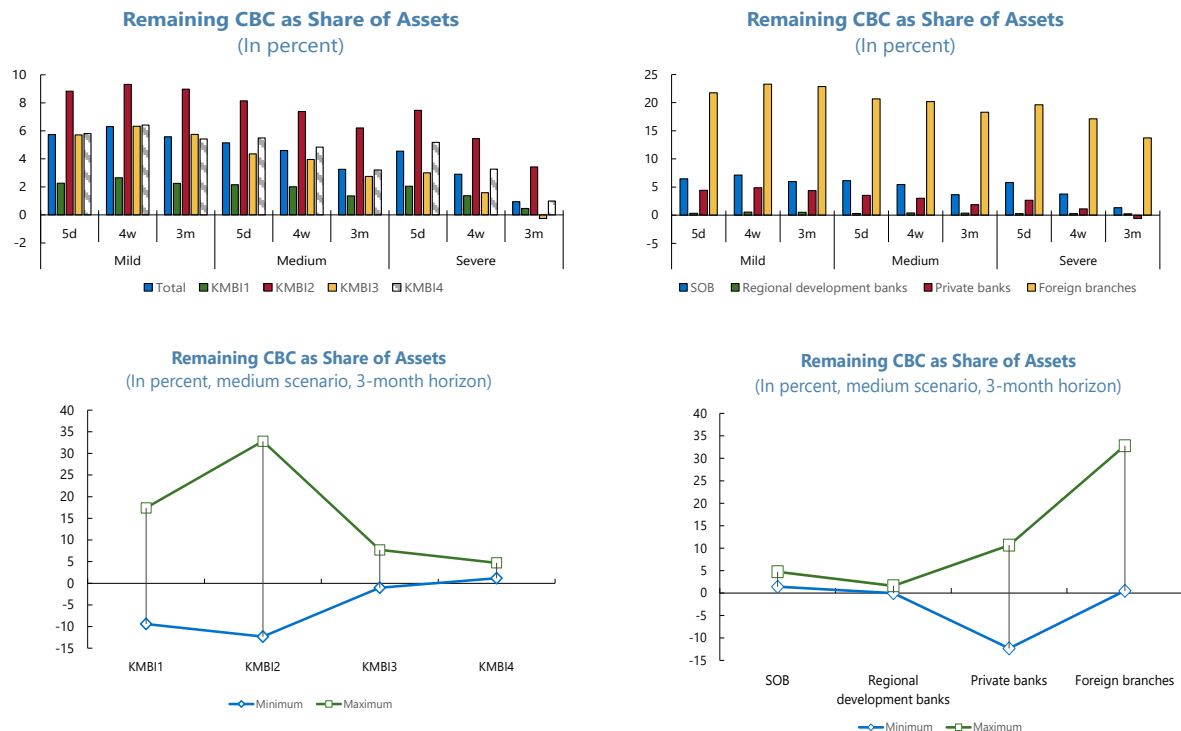 Remaining CBC as Share of Assets
(In percent)
10
8
6
4
2
0
-2
5d 4w 3m 5d 4w 3m 5d 4w 3m
Mild Medium Severe
Total KMBI1 KMBI2 KMBI3 KMBI4
Remaining CBC as Share of Assets
(In percent)
25
20
15
10
5
0
-5
5d 4w 3m 5d 4w 3m 5d 4w 3m
Mild Medium Severe
SOB Regional development banks Private banks Foreign branches
Remaining CBC as Share of Assets
(In percent, medium scenario, 3-month horizon)
40
35
30
25
20
15
10
5
0
-5
-10
-15
KMBI1 KMBI2 KMBI3 KMBI4
Minimum Maximum
Remaining CBC as Share of Assets
(In percent, medium scenario, 3-month horizon)
40
35
30
25
20
15
10
5
0
-5
-10
-15
SOB Regional Private banks Foreign branches
development banks
Minimum Maximum